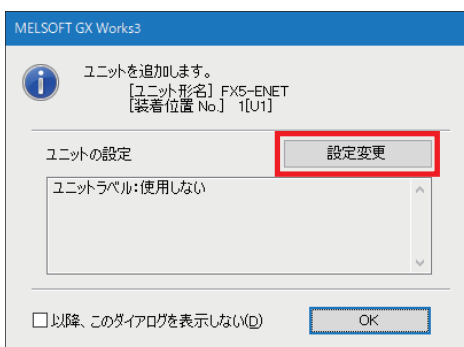 MELSOFT GX Works3
ユニットを追加します。
[ユニット形名] FX5-ENET
[装着位置 No.] 1[U1]
ユニットの設定
設定変更
ユニットラベル:使用しない
以降、このダイアログを表示しない(D)
OK